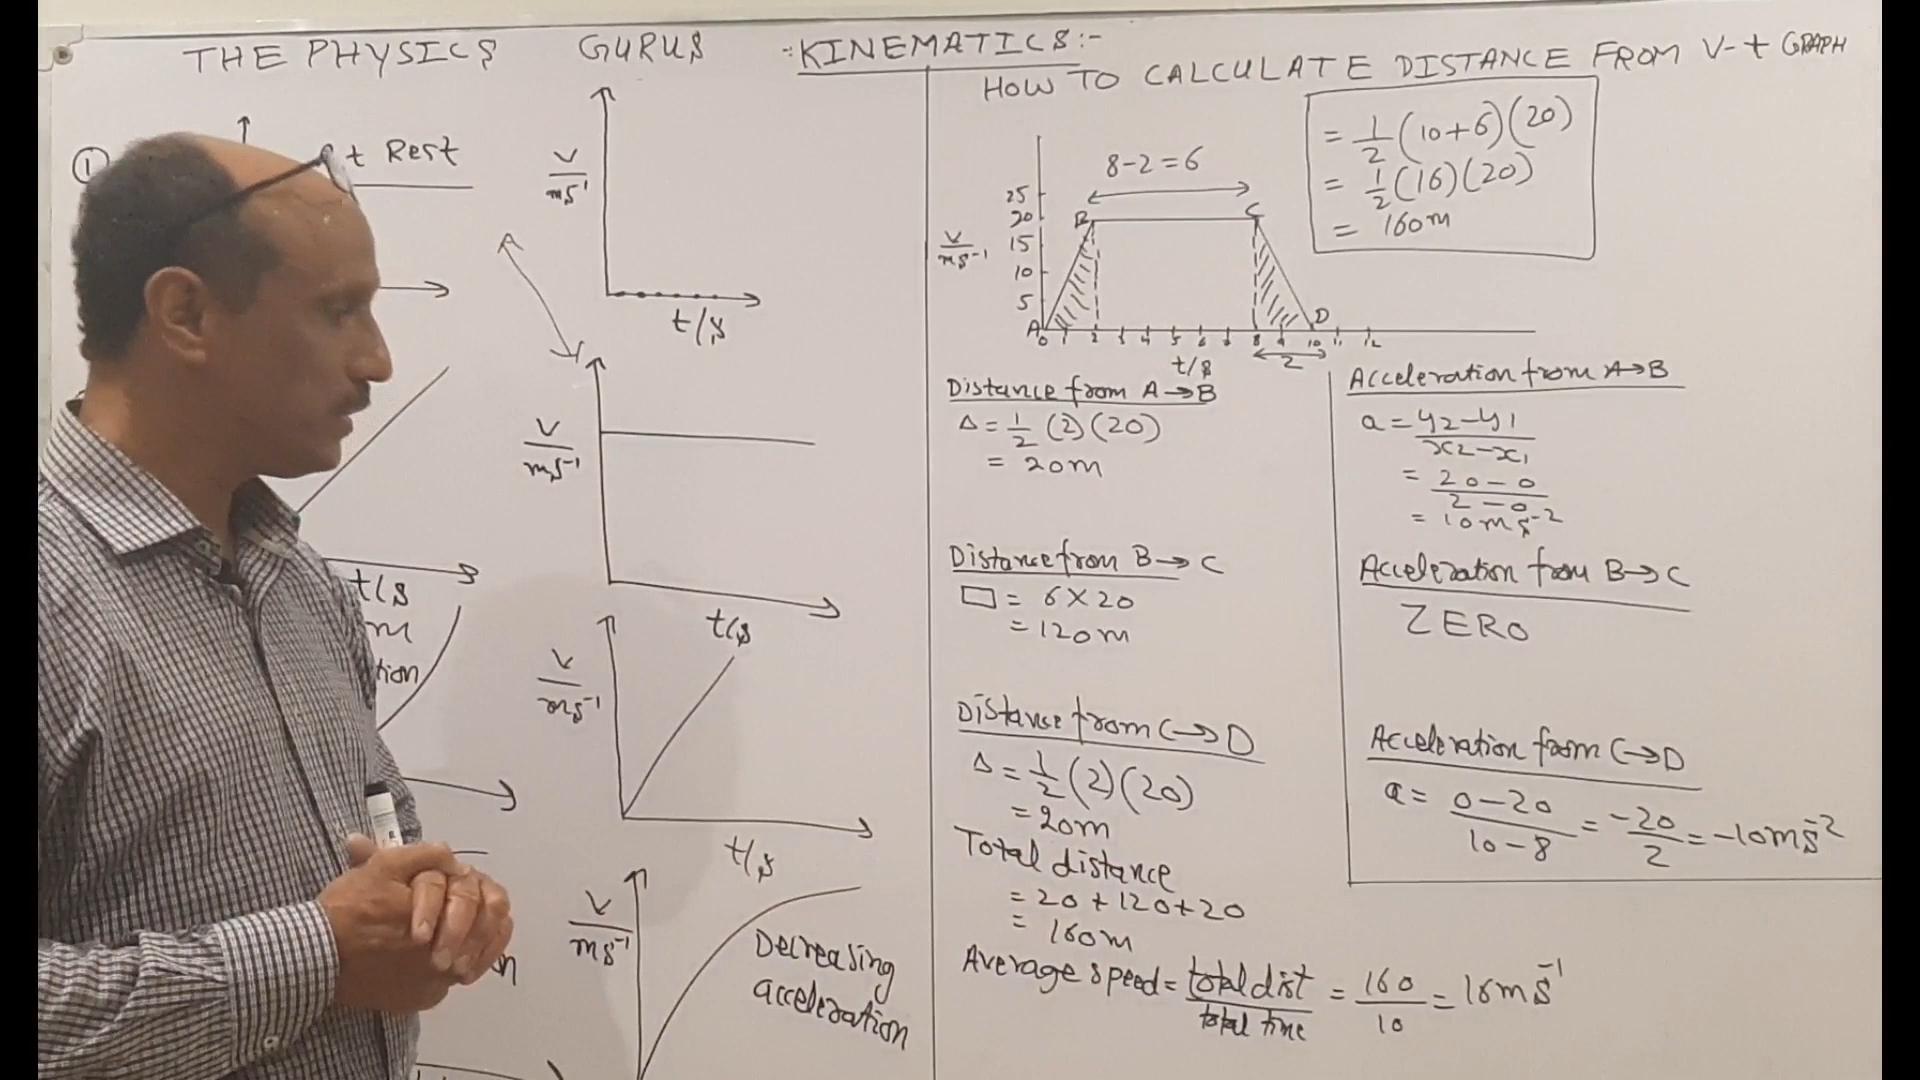 THE PHYSICS GURUS :-KINEMATICS:-
HOW TO CALCULATE DISTANCE FROM V-t GRAPH
①
t Rest
V/ms⁻¹
t/s
V/ms⁻¹
t/s
t/s
m
tion
V/ms⁻¹
t/s
V/ms⁻¹
n
Decreasing
acceleration
= 1/2 (10+6)(20)
= 1/2 (16)(20)
= 160m
8-2=6
25
20
15
10
5
V/ms⁻¹
A B C D
0 1 2 3 4 5 6 7 8 9 10 11 12
t/s
2
Distance from A→B
Δ = 1/2 (2)(20)
= 20m
Distance from B→C
▭ = 6×20
= 120m
Distance from C→D
Δ = 1/2 (2)(20)
= 20m
Total distance
= 20+120+20
= 160m
Average speed = total dist/total time = 160/10 = 16ms⁻¹
Acceleration from A→B
a = y2-y1/x2-x1
= 20-0/2-0
= 10ms⁻²
Acceleration from B→C
ZERO
Acceleration from C→D
a = 0-20/10-8 = -20/2 = -10ms⁻²